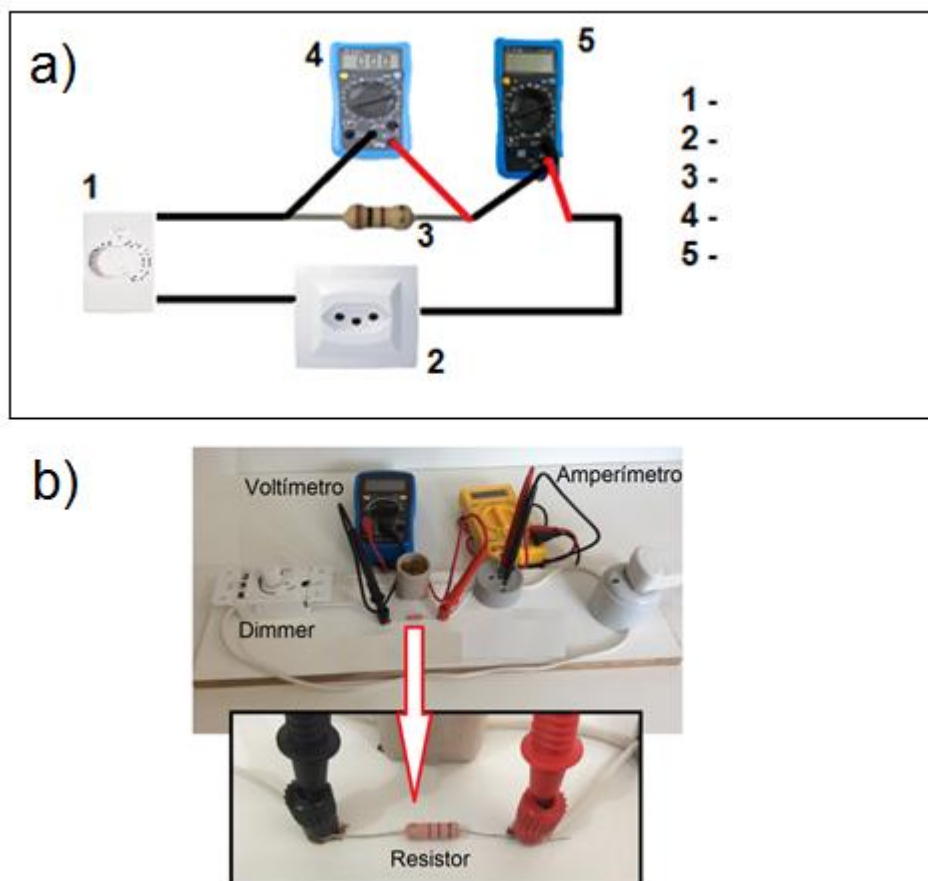 a)
4
5
1 -
2 -
3 -
4 -
5 -
1
3
2
b)
Voltímetro
Amperímetro
Dimmer
Resistor